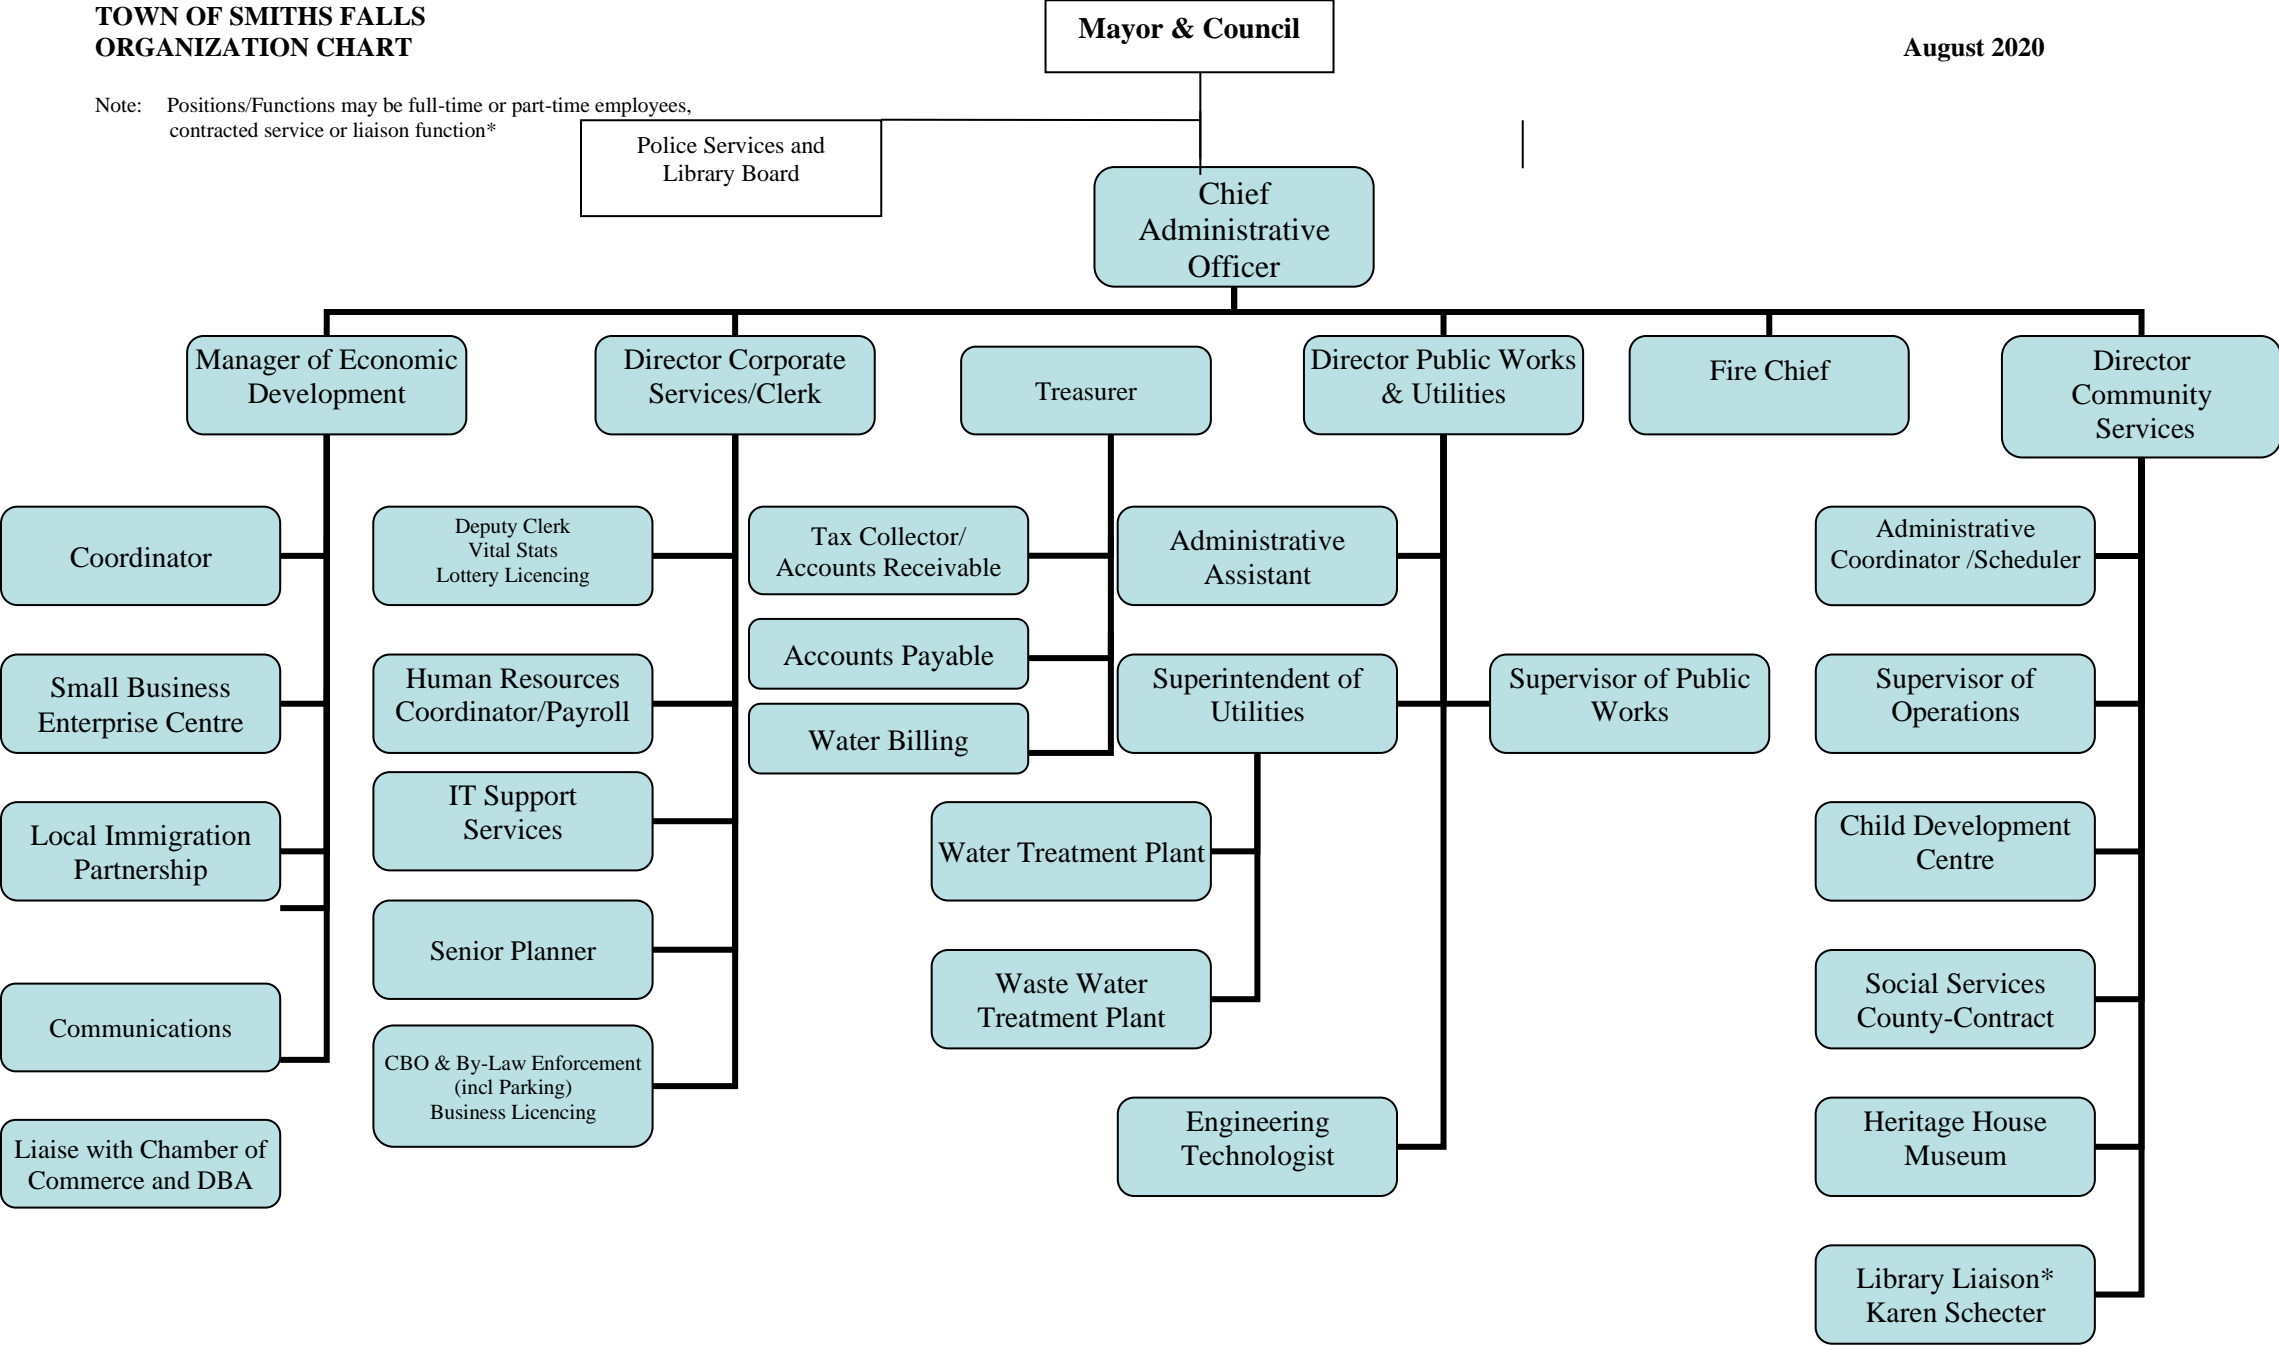 TOWN OF SMITHS FALLS
ORGANIZATION CHART
Mayor & Council
August 2020
Note: Positions/Functions may be full-time or part-time employees,
contracted service or liaison function*
Police Services and
Library Board
Chief
Administrative
Officer
Manager of Economic
Development
Director Corporate
Services/Clerk
Treasurer
Director Public Works
& Utilities
Fire Chief
Director
Community
Services
Coordinator
Small Business
Enterprise Centre
Local Immigration
Partnership
Communications
Liaise with Chamber of
Commerce and DBA
Deputy Clerk
Vital Stats
Lottery Licencing
Human Resources
Coordinator/Payroll
IT Support
Services
Senior Planner
CBO & By-Law Enforcement
(incl Parking)
Business Licencing
Tax Collector/
Accounts Receivable
Accounts Payable
Water Billing
Administrative
Assistant
Superintendent of
Utilities
Supervisor of Public
Works
Water Treatment Plant
Waste Water
Treatment Plant
Engineering
Technologist
Administrative
Coordinator /Scheduler
Supervisor of
Operations
Child Development
Centre
Social Services
County-Contract
Heritage House
Museum
Library Liaison*
Karen Schecter